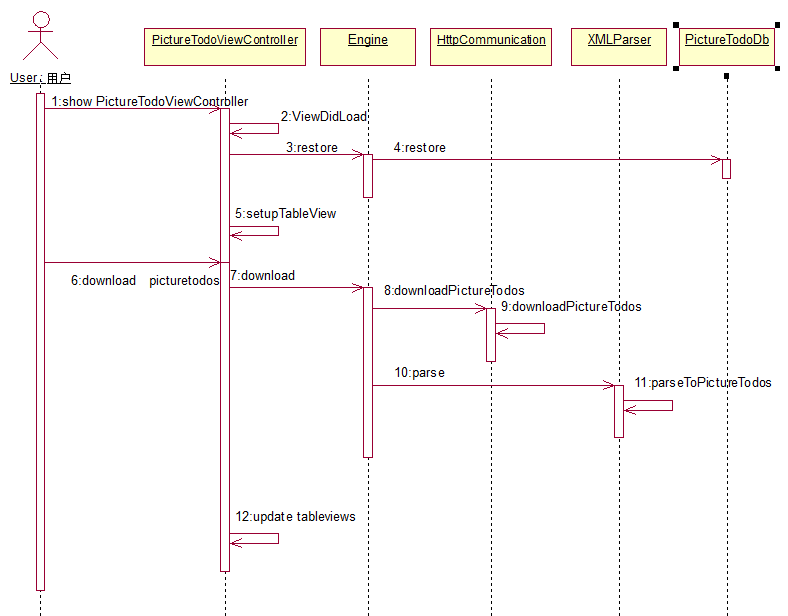 PictureTodoViewController
Engine
HttpCommunication
XMLParser
PictureTodoDb
User : 用户
1:show PictureTodoViewController
2:ViewDidLoad
3:restore
4:restore
5:setupTableView
6:download picturetodos
7:download
8:downloadPictureTodos
9:downloadPictureTodos
10:parse
11:parseToPictureTodos
12:update tableviews